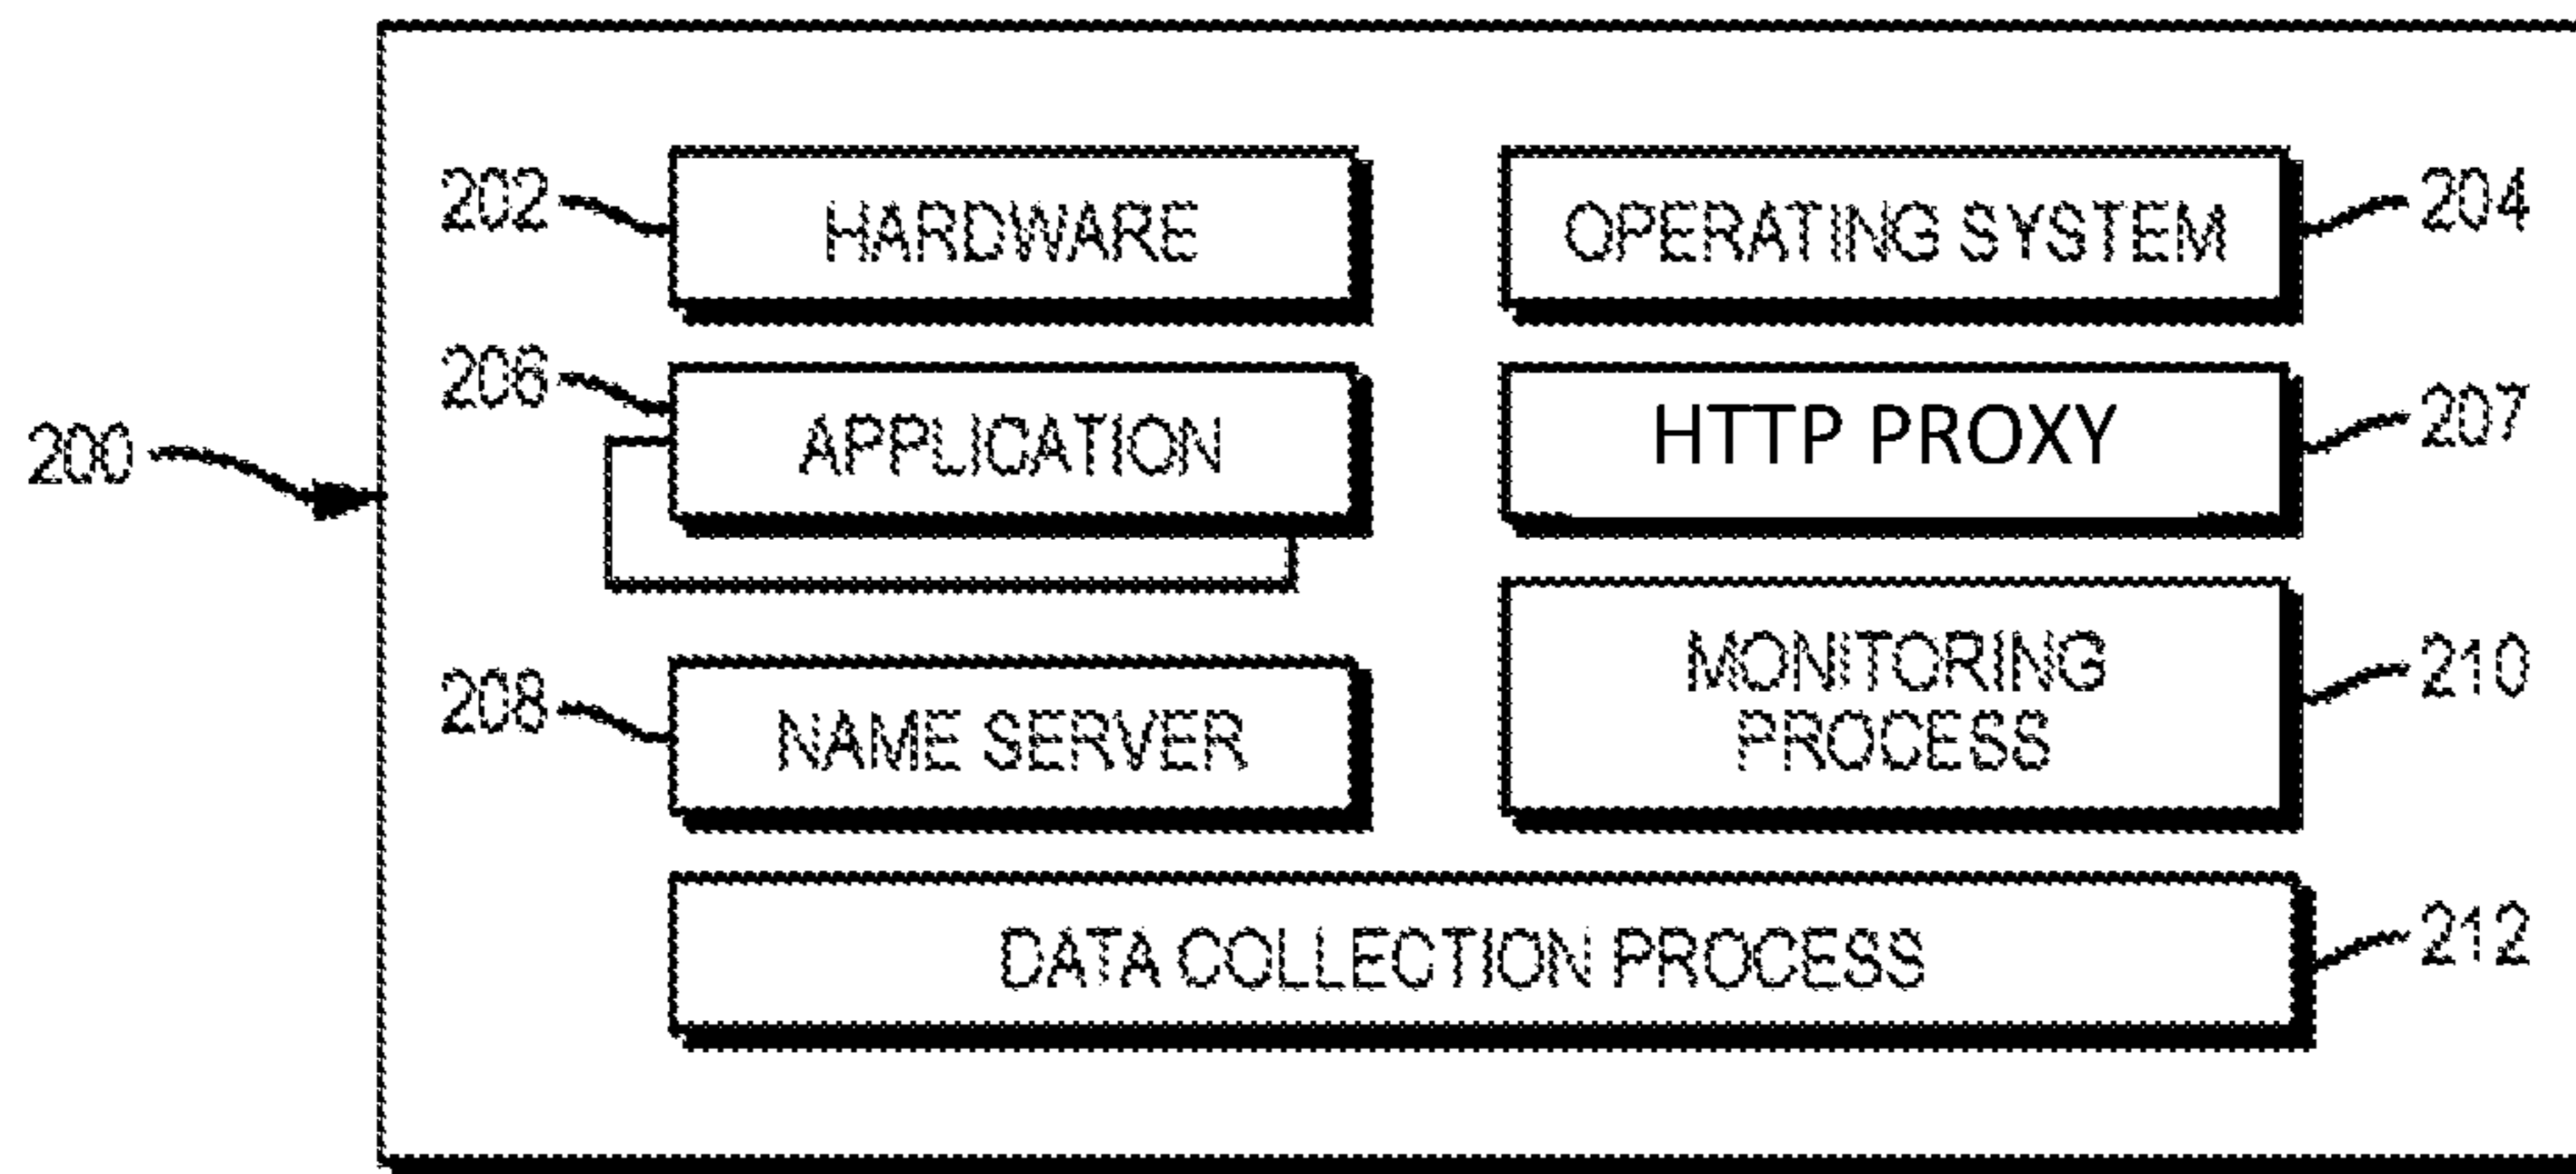 202 HARDWARE OPERATING SYSTEM 204
206 APPLICATION HTTP PROXY 207
200
208 NAME SERVER MONITORING PROCESS 210
DATA COLLECTION PROCESS 212